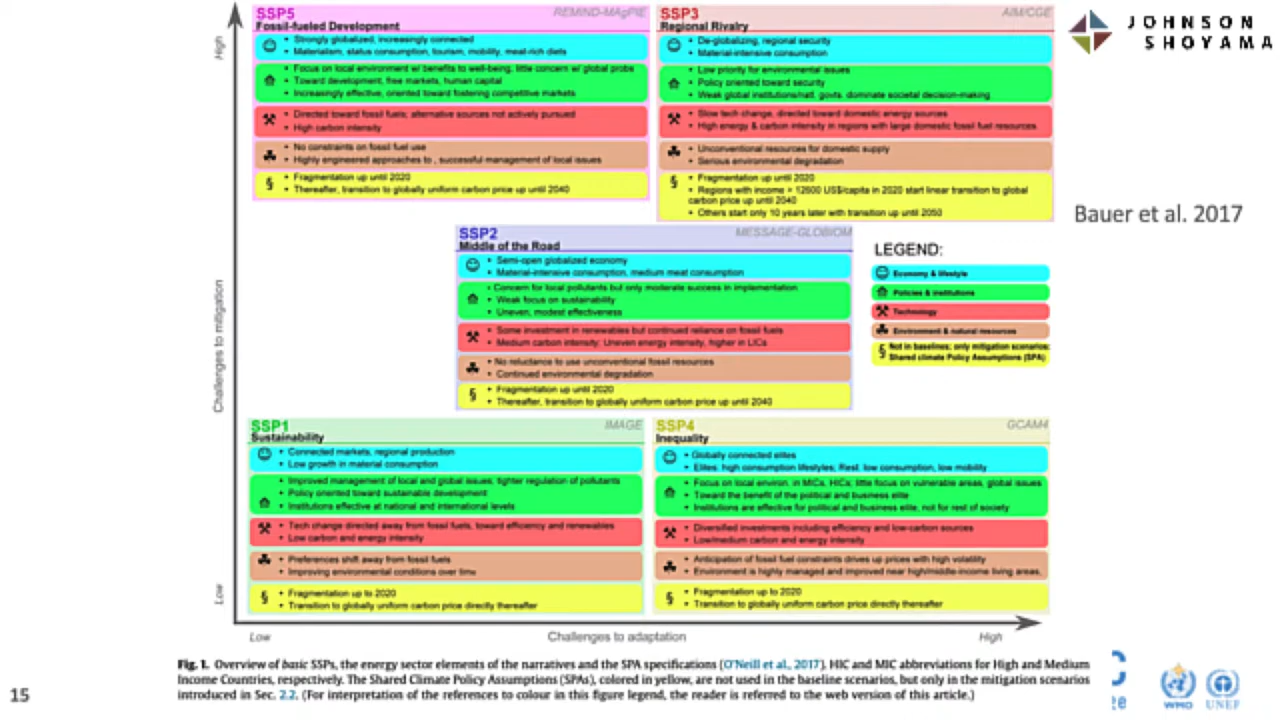 SSP5
REMIND-MAgPIE
Fossil-fueled Development
• Strongly globalized, increasingly connected
• Materialism, status consumption, tourism, mobility, meat-rich diets
• Focus on local environment w/ benefits to well-being, little concern w/ global probs
• Toward development, free markets, human capital
• Increasingly effective, oriented toward fostering competitive markets
• Directed toward fossil fuels; alternative sources not actively pursued
• High carbon intensity
• No constraints on fossil fuel use
• Highly engineered approaches to , successful management of local issues
§ • Fragmentation up until 2020
• Thereafter, transition to globally uniform carbon price up until 2040
SSP3
AIM/CGE
Regional Rivalry
• De-globalizing, regional security
• Material-intensive consumption
• Low priority for environmental issues
• Policy oriented toward security
• Weak global institutions/natl. govts. dominate societal decision-making
• Slow tech change, directed toward domestic energy sources
• High energy & carbon intensity in regions with large domestic fossil fuel resources
• Unconventional resources for domestic supply
• Serious environmental degradation
§ • Fragmentation up until 2020
• Regions with income > 12600 US$/capita in 2020 start linear transition to global
carbon price up until 2040
• Others start only 10 years later with transition up until 2050
JOHNSON
SHOYAMA
Bauer et al. 2017
SSP2
MESSAGE-GLOBIOM
Middle of the Road
• Semi-open globalized economy
• Material-intensive consumption, medium meat consumption
• Concern for local pollutants but only moderate success in implementation
• Weak focus on sustainability
• Uneven, modest effectiveness
• Some investment in renewables but continued reliance on fossil fuels
• Medium carbon intensity: Uneven energy intensity, higher in LICs
• No reluctance to use unconventional fossil resources
• Continued environmental degradation
§ • Fragmentation up until 2020
• Thereafter, transition to globally uniform carbon price up until 2040
LEGEND:
Economy & lifestyle
Policies & institutions
Technology
Environment & natural resources
§ Not in baselines; only mitigation scenarios:
Shared climate Policy Assumptions (SPA)
SSP1
IMAGE
Sustainability
• Connected markets, regional production
• Low growth in material consumption
• Improved management of local and global issues, tighter regulation of pollutants
• Policy oriented toward sustainable development
• Institutions effective at national and international levels
• Tech change directed away from fossil fuels, toward efficiency and renewables
• Low carbon and energy intensity
• Preferences shift away from fossil fuels
• Improving environmental conditions over time
§ • Fragmentation up to 2020
• Transition to globally uniform carbon price directly thereafter
SSP4
GCAM4
Inequality
• Globally connected elites
• Elites: high consumption lifestyles; Rest: low consumption, low mobility
• Focus on local environ. in MICs, HICs; little focus on vulnerable areas, global issues
• Toward the benefit of the political and business elite
• Institutions are effective for political and business elite, not for rest of society
• Diversified investments including efficiency and low-carbon sources
• Low/medium carbon and energy intensity
• Anticipation of fossil fuel constraints drives up prices with high volatility
• Environment is highly managed and improved near high/middle-income living areas.
§ • Fragmentation up to 2020
• Transition to globally uniform carbon price directly thereafter
High
Challenges to mitigation
Low
Low
Challenges to adaptation
High
Fig. 1. Overview of basic SSPs, the energy sector elements of the narratives and the SPA specifications (O'Neill et al., 2017). HIC and MIC abbreviations for High and Medium
Income Countries, respectively. The Shared Climate Policy Assumptions (SPAs), colored in yellow, are not used in the baseline scenarios, but only in the mitigation scenarios
introduced in Sec. 2.2. (For interpretation of the references to colour in this figure legend, the reader is referred to the web version of this article.)
15
WMO
UNEP